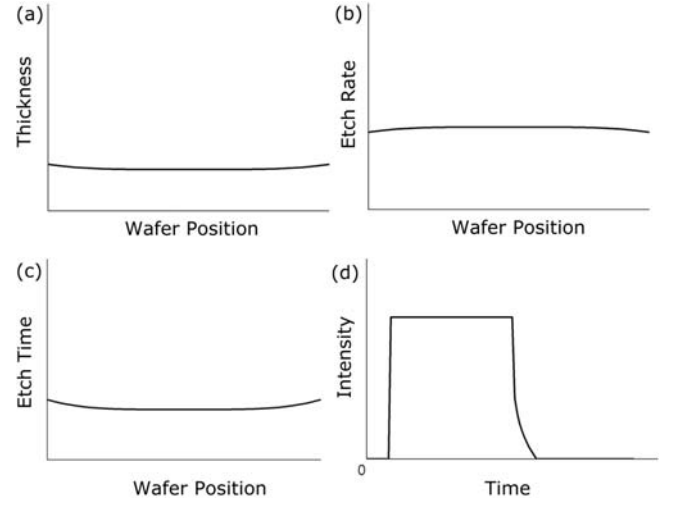 (a)
Thickness
Wafer Position
(b)
Etch Rate
Wafer Position
(c)
Etch Time
Wafer Position
(d)
Intensity
0
Time